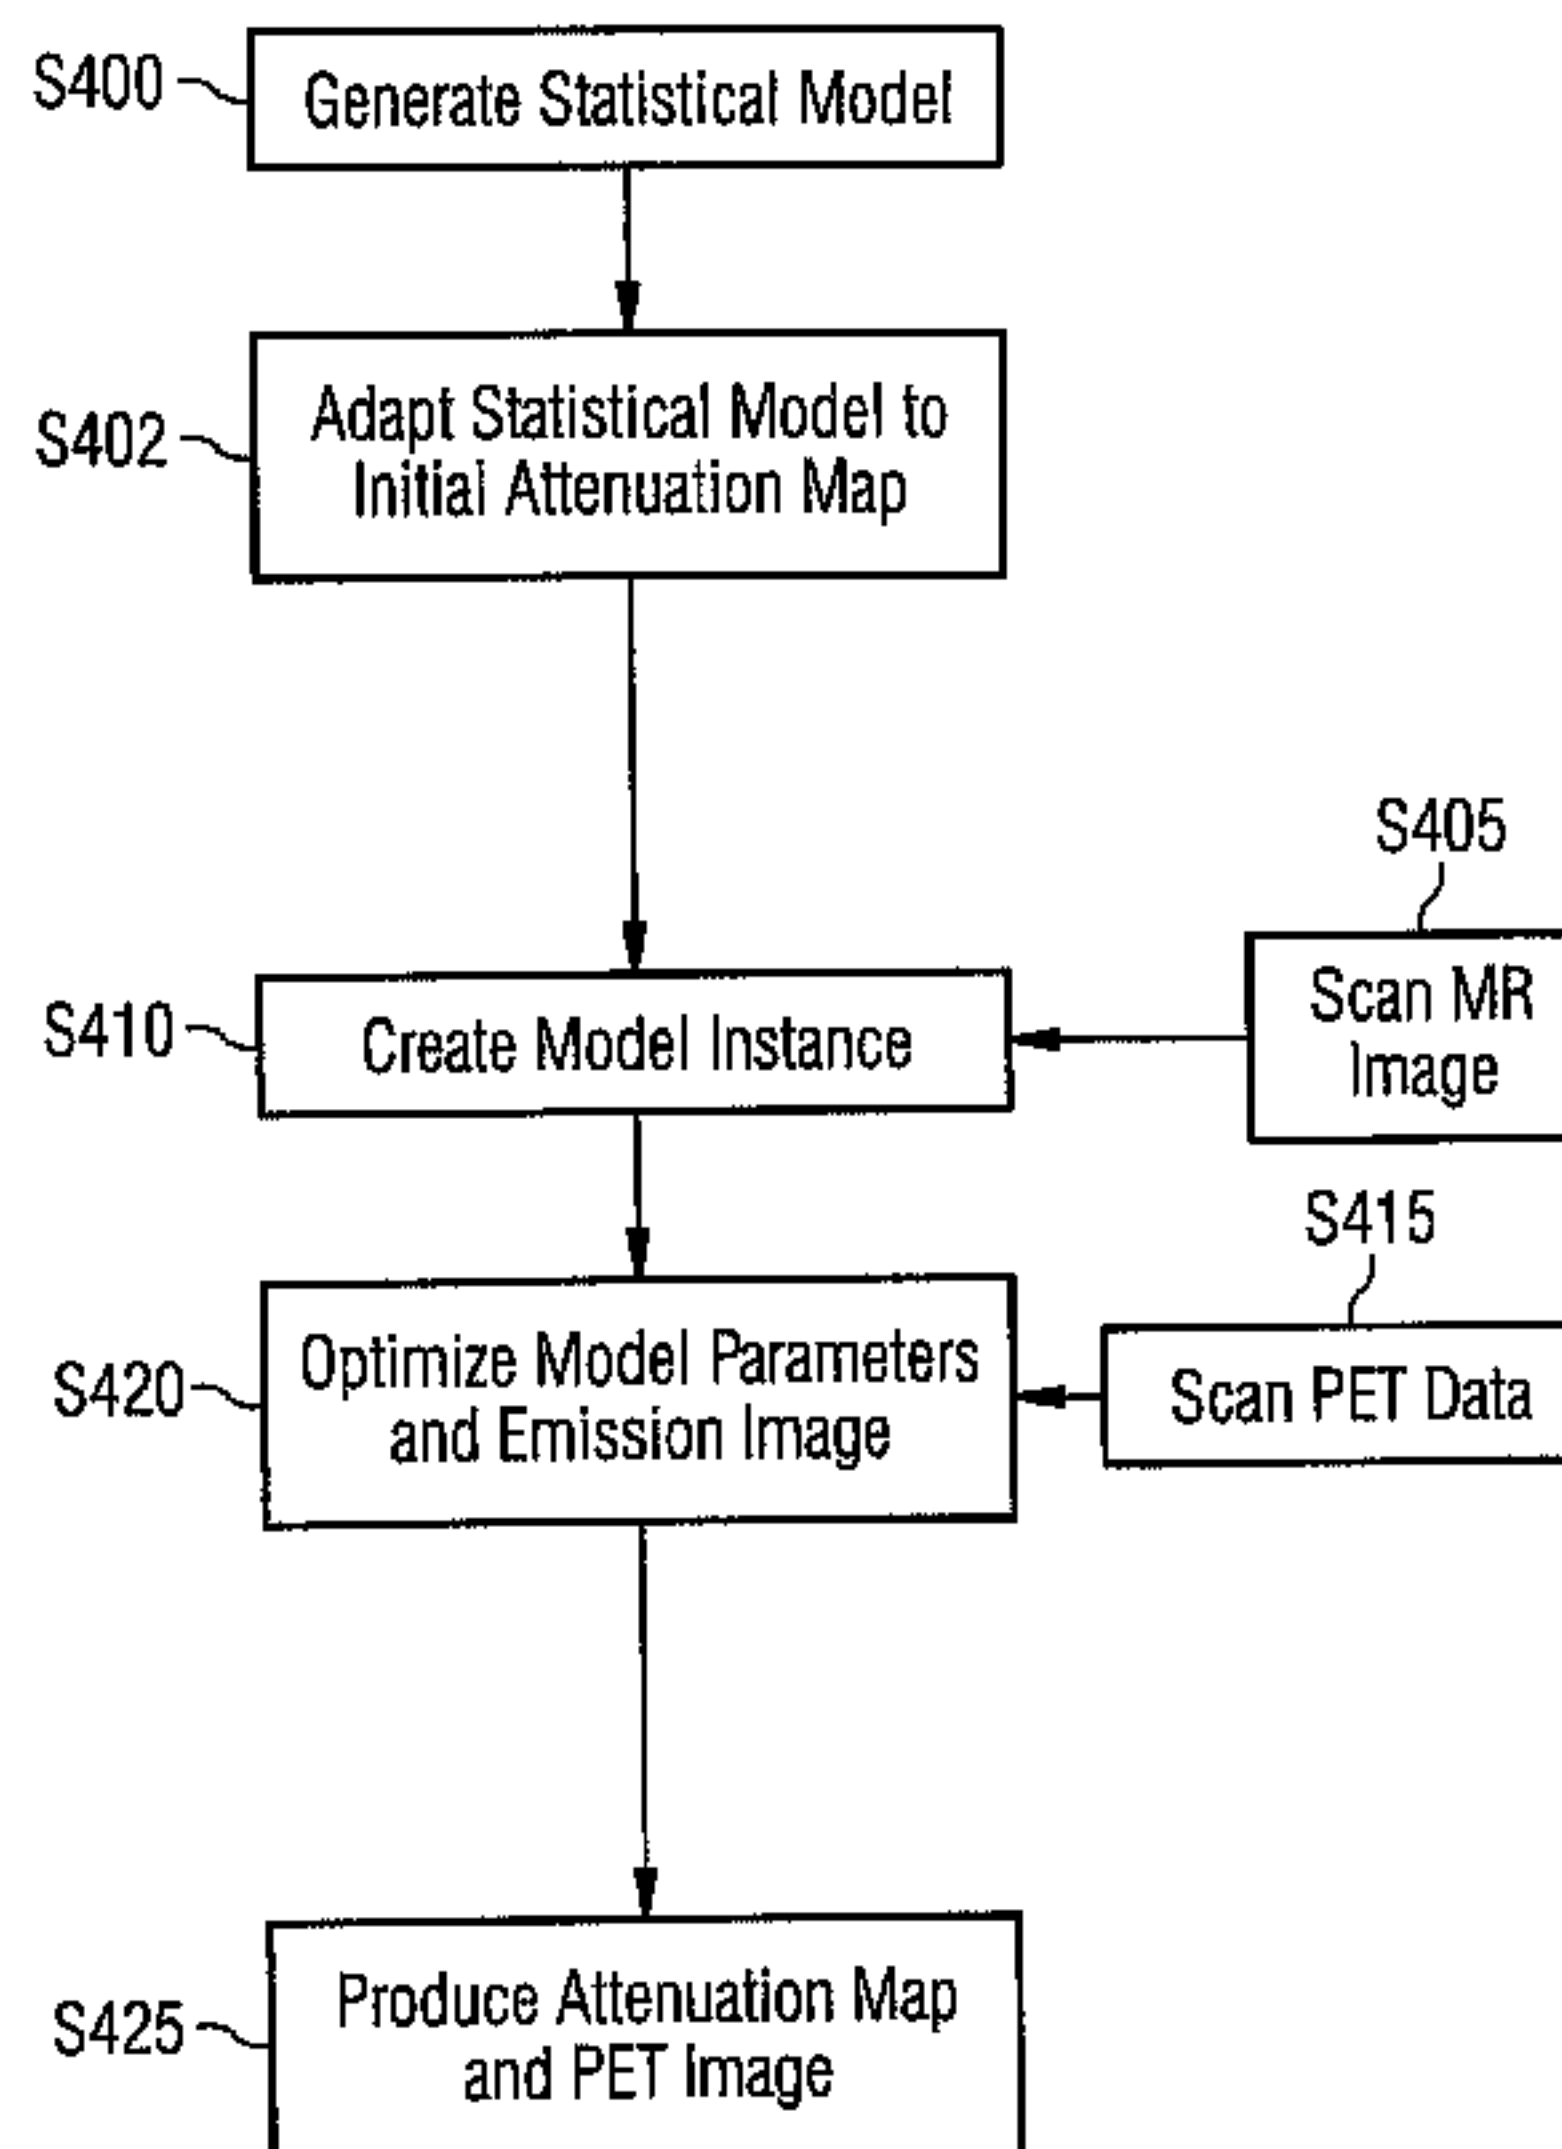 S400
Generate Statistical Model
S402
Adapt Statistical Model to
Initial Attenuation Map
S405
Scan MR
Image
S410
Create Model Instance
S415
Scan PET Data
S420
Optimize Model Parameters
and Emission Image
S425
Produce Attenuation Map
and PET Image